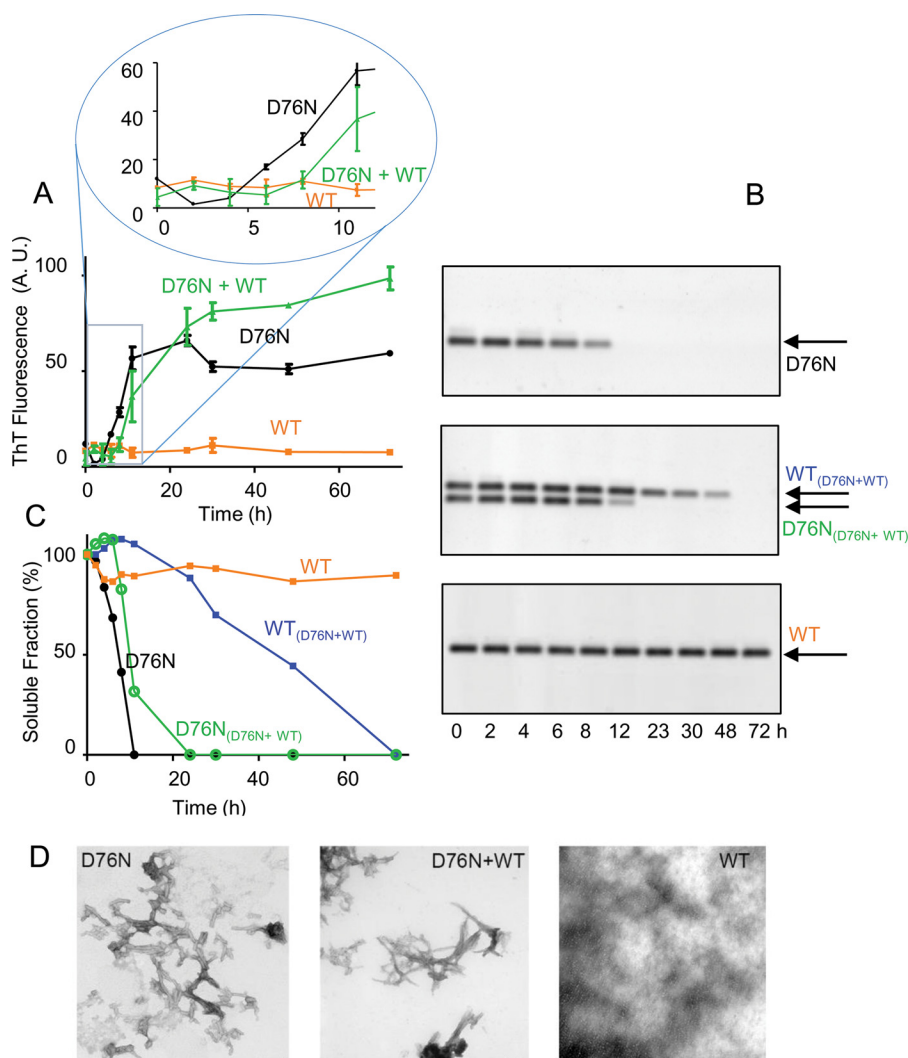 60
40
20
0
0
5
10
D76N
D76N + WT
WT
A
B
ThT Fluorescence (A. U.)
100
50
0
0
20
40
60
Time (h)
D76N + WT
D76N
WT
D76N
WT(D76N+WT)
D76N(D76N+ WT)
WT
0 2 4 6 8 12 23 30 48 72 h
C
Soluble Fraction (%)
100
50
0
0
20
40
60
Time (h)
WT
WT(D76N+WT)
D76N
D76N(D76N+ WT)
D
D76N
D76N+WT
WT